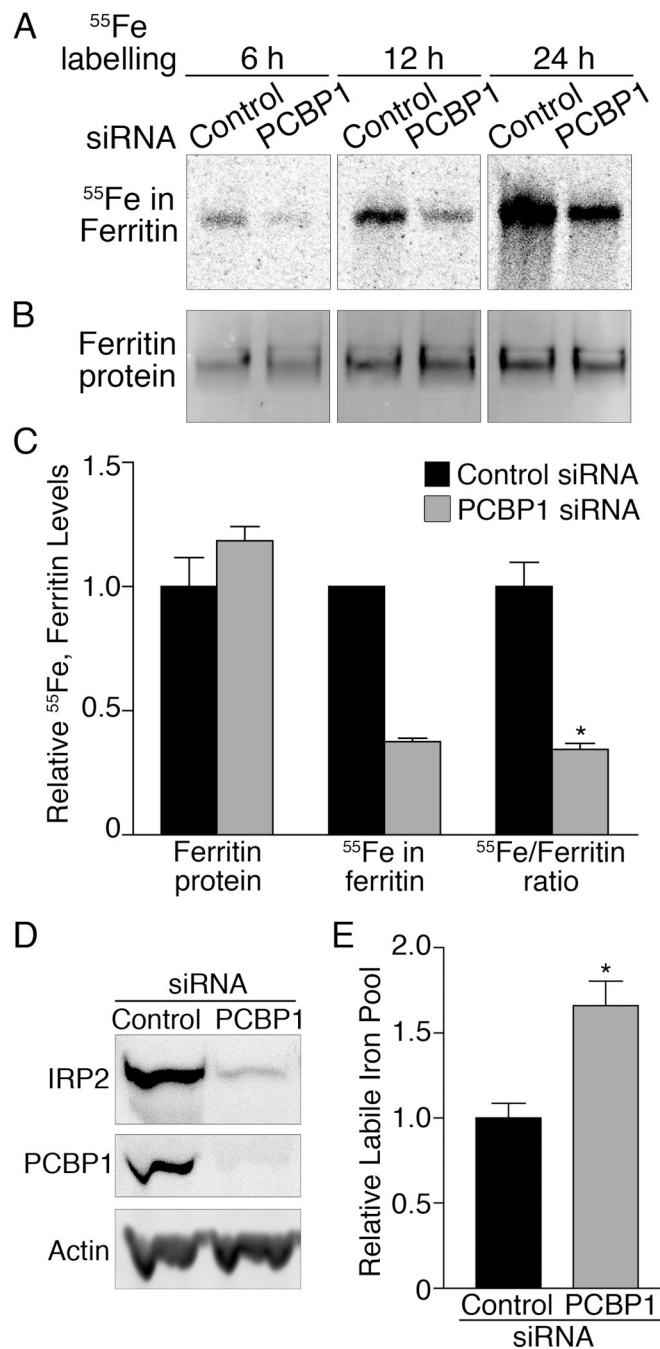 A
⁵⁵Fe
labelling
6 h
12 h
24 h
siRNA
Control
PCBP1
Control
PCBP1
Control
PCBP1
⁵⁵Fe in
Ferritin
B
Ferritin
protein
C
Relative ⁵⁵Fe, Ferritin Levels
1.5
1.0
0.5
0
Control siRNA
PCBP1 siRNA
*
Ferritin
protein
⁵⁵Fe in
ferritin
⁵⁵Fe/Ferritin
ratio
D
siRNA
Control PCBP1
IRP2
PCBP1
Actin
E
Relative Labile Iron Pool
2.0
1.5
1.0
0.5
0
*
Control PCBP1
siRNA